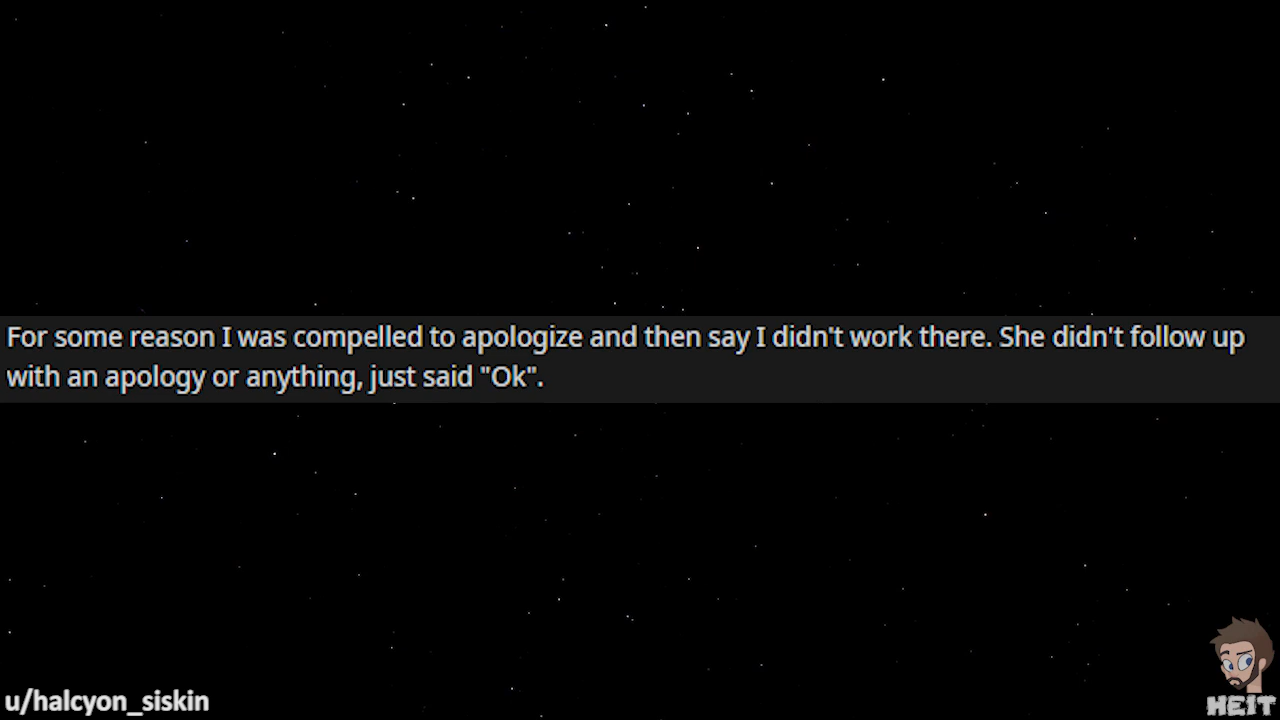 For some reason I was compelled to apologize and then say I didn't work there. She didn't follow up
with an apology or anything, just said "Ok".
u/halcyon_siskin
HEIT